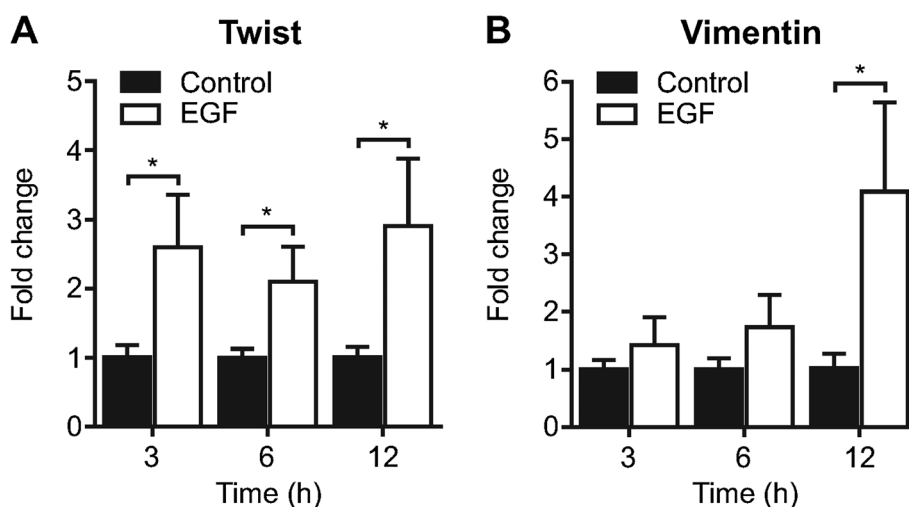 A
Twist
Control
EGF
5
4
3
2
1
0
*
*
*
Fold change
3
6
12
Time (h)
B
Vimentin
Control
EGF
6
5
4
3
2
1
0
*
Fold change
3
6
12
Time (h)